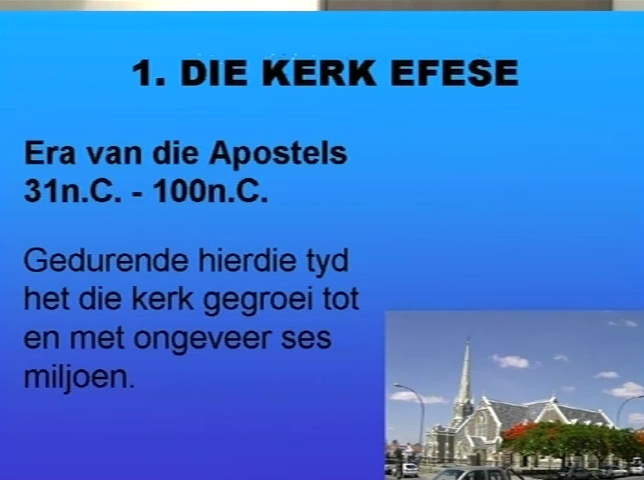 1. DIE KERK EFESE
Era van die Apostels
31n.C. - 100n.C.
Gedurende hierdie tyd
het die kerk gegroei tot
en met ongeveer ses
miljoen.